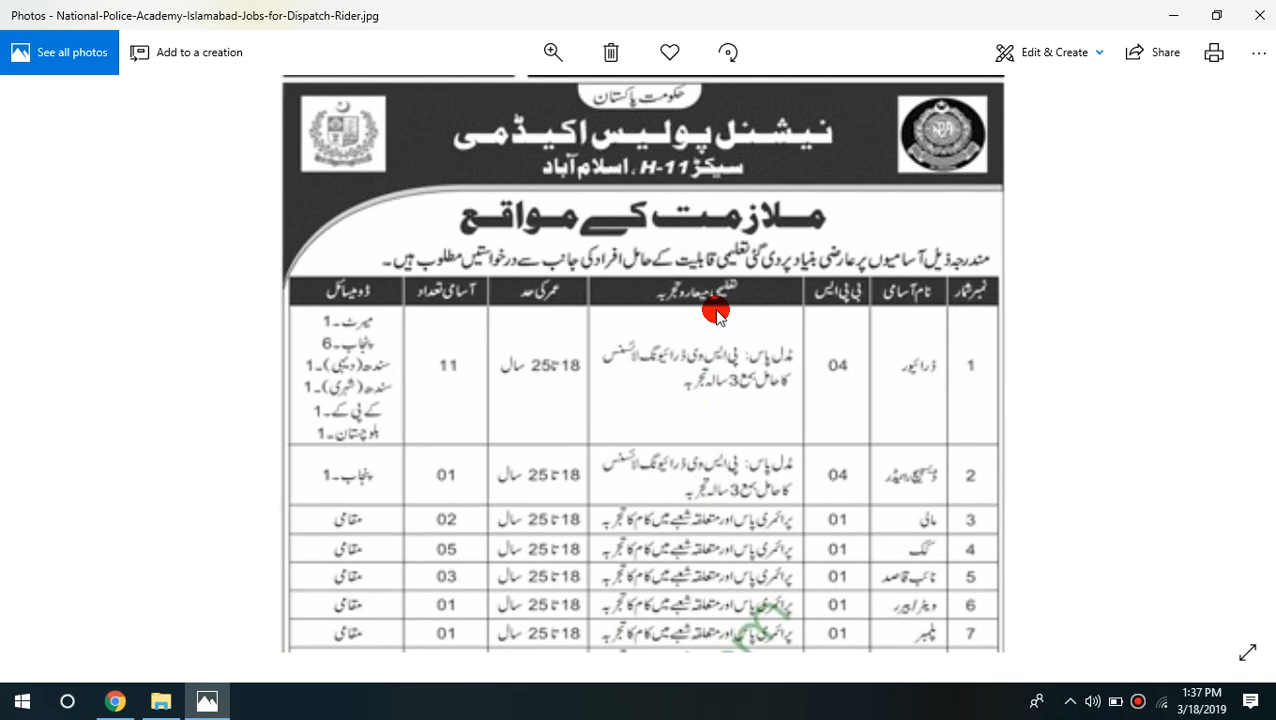 Photos - National-Police-Academy-Islamabad-Jobs-for-Dispatch-Rider.jpg
See all photos
Add to a creation
Edit & Create
Share
حکومت پاکستان
نیشنل پولیس اکیڈمی
سیکٹر H-11، اسلام آباد
ملازمت کے مواقع
مندرجہ ذیل آسامیوں پر عارضی بنیاد پر دی گئی تعلیمی قابلیت کے حامل افراد کی جانب سے درخواستیں مطلوب ہیں۔
نمبر شمار نام آسامی بی پی ایس تعلیمی معیار و تجربہ عمر کی حد آسامی تعداد ڈومیسائل
1 ڈرائیور 04 مڈل پاس: پی ایس وی ڈرائیونگ لائسنس کا حامل بمع 3 سالہ تجربہ 18 تا 25 سال 11
میرٹ۔1
پنجاب۔6
سندھ (دیہی)۔1
سندھ (شہری)۔1
کے پی کے۔1
بلوچستان۔1
2 ڈسپیچ رائیڈر 04 مڈل پاس: پی ایس وی ڈرائیونگ لائسنس کا حامل بمع 3 سالہ تجربہ 18 تا 25 سال 01 پنجاب۔1
3 مالی 01 پرائمری پاس اور متعلقہ شعبے میں کام کا تجربہ 18 تا 25 سال 02 مقامی
4 کک 01 پرائمری پاس اور متعلقہ شعبے میں کام کا تجربہ 18 تا 25 سال 05 مقامی
5 نائب قاصد 01 پرائمری پاس اور متعلقہ شعبے میں کام کا تجربہ 18 تا 25 سال 03 مقامی
6 ویٹر/بیرر 01 پرائمری پاس اور متعلقہ شعبے میں کام کا تجربہ 18 تا 25 سال 01 مقامی
7 پلمبر 01 پرائمری پاس اور متعلقہ شعبے میں کام کا تجربہ 18 تا 25 سال 01 مقامی
1:37 PM
3/18/2019